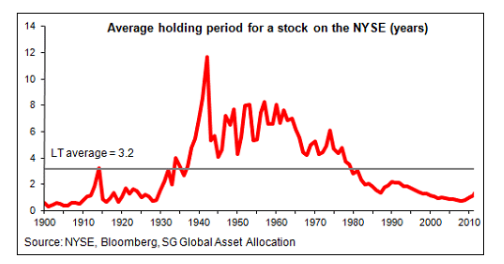 Average holding period for a stock on the NYSE (years)
14
12
10
8
6
4
2
0
LT average = 3.2
1900 1910 1920 1930 1940 1950 1960 1970 1980 1990 2000 2010
Source: NYSE, Bloomberg, SG Global Asset Allocation